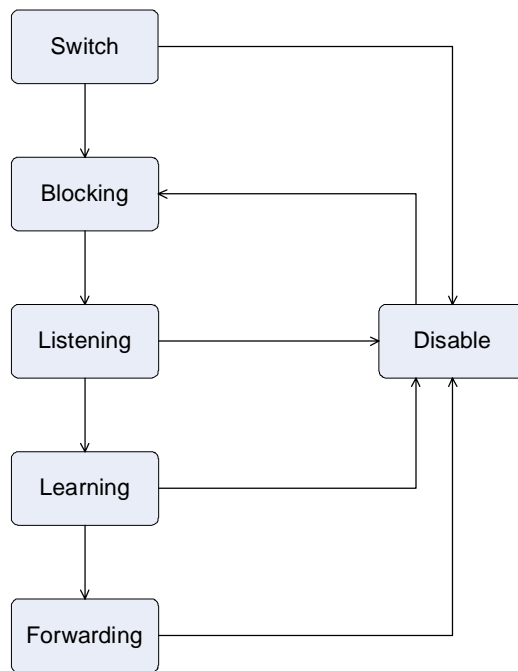 Switch
Blocking
Listening
Disable
Learning
Forwarding